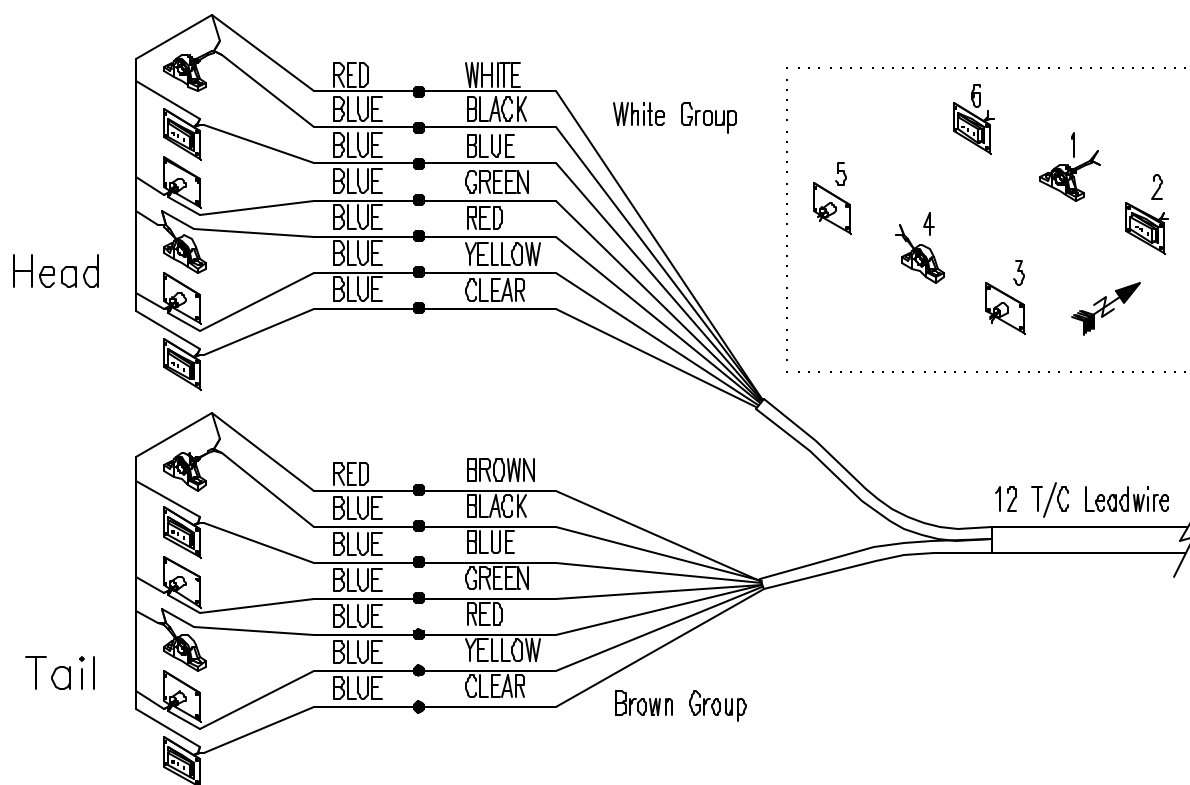 RED WHITE
BLUE BLACK
BLUE BLUE
BLUE GREEN
BLUE RED
BLUE YELLOW
BLUE CLEAR
White Group
Head
6
1
5
2
4
3
N
RED BROWN
BLUE BLACK
BLUE BLUE
BLUE GREEN
BLUE RED
BLUE YELLOW
BLUE CLEAR
Brown Group
Tail
12 T/C Leadwire